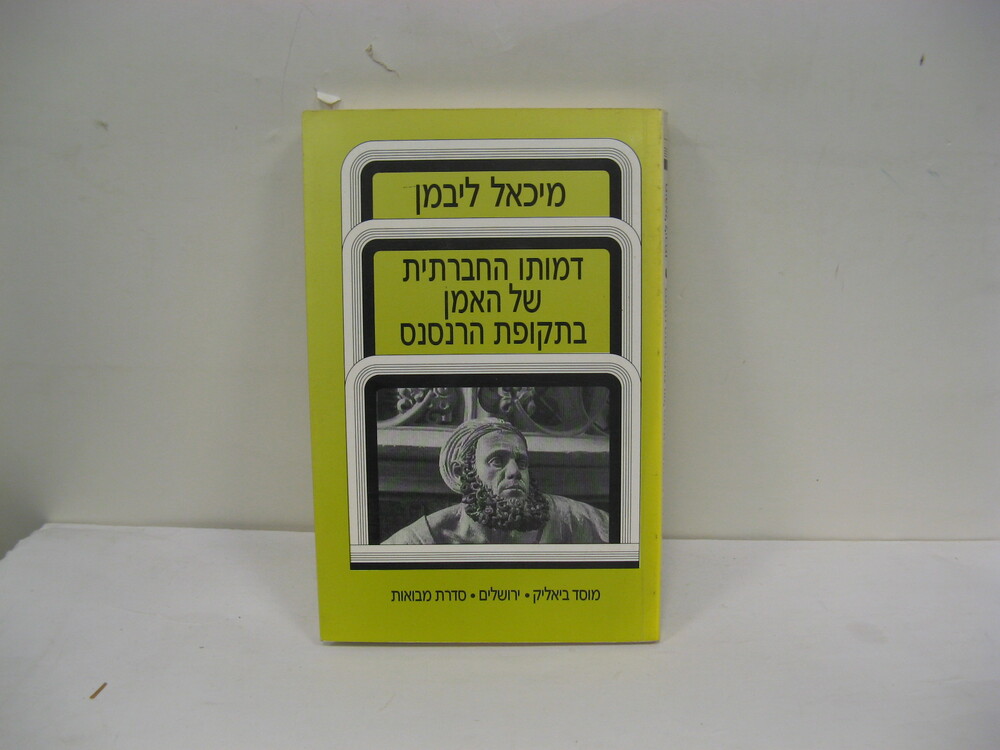 מיכאל ליבמן
דמותו החברתית
של האמן
בתקופת הרנסנס
מוסד ביאליק • ירושלים • סדרת מבואות